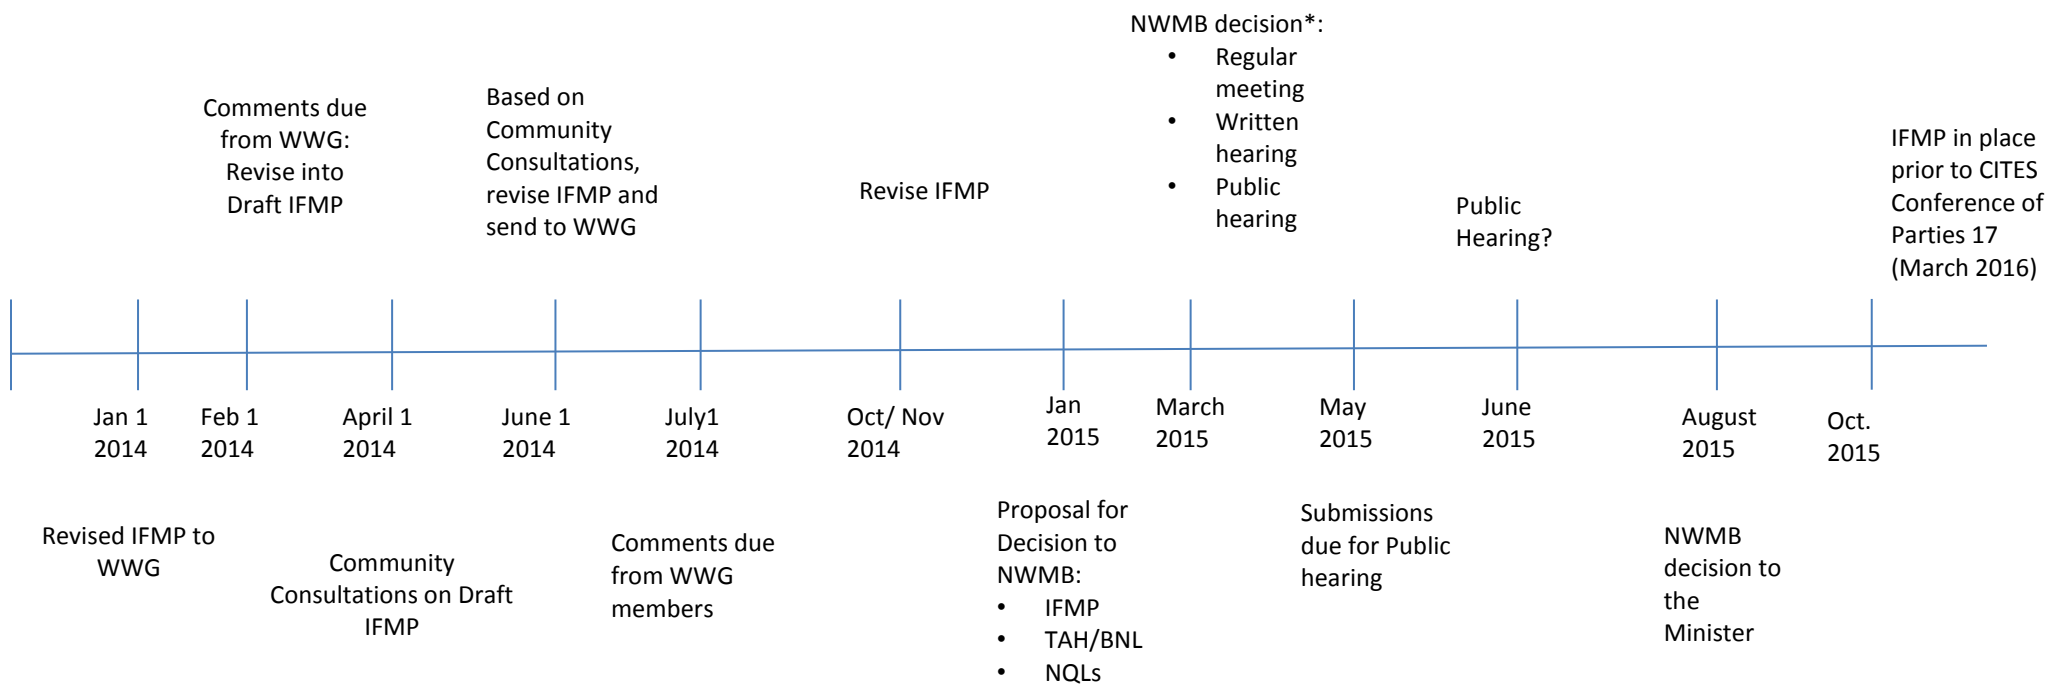 NWMB decision*:
• Regular
meeting
• Written
hearing
• Public
hearing
Comments due
from WWG:
Revise into
Draft IFMP
Based on
Community
Consultations,
revise IFMP and
send to WWG
Revise IFMP
Public
Hearing?
IFMP in place
prior to CITES
Conference of
Parties 17
(March 2016)
Jan 1
2014
Feb 1
2014
April 1
2014
June 1
2014
July1
2014
Oct/ Nov
2014
Jan
2015
March
2015
May
2015
June
2015
August
2015
Oct.
2015
Revised IFMP to
WWG
Community
Consultations on Draft
IFMP
Comments due
from WWG
members
Proposal for
Decision to
NWMB:
• IFMP
• TAH/BNL
• NQLs
Submissions
due for Public
hearing
NWMB
decision to
the
Minister